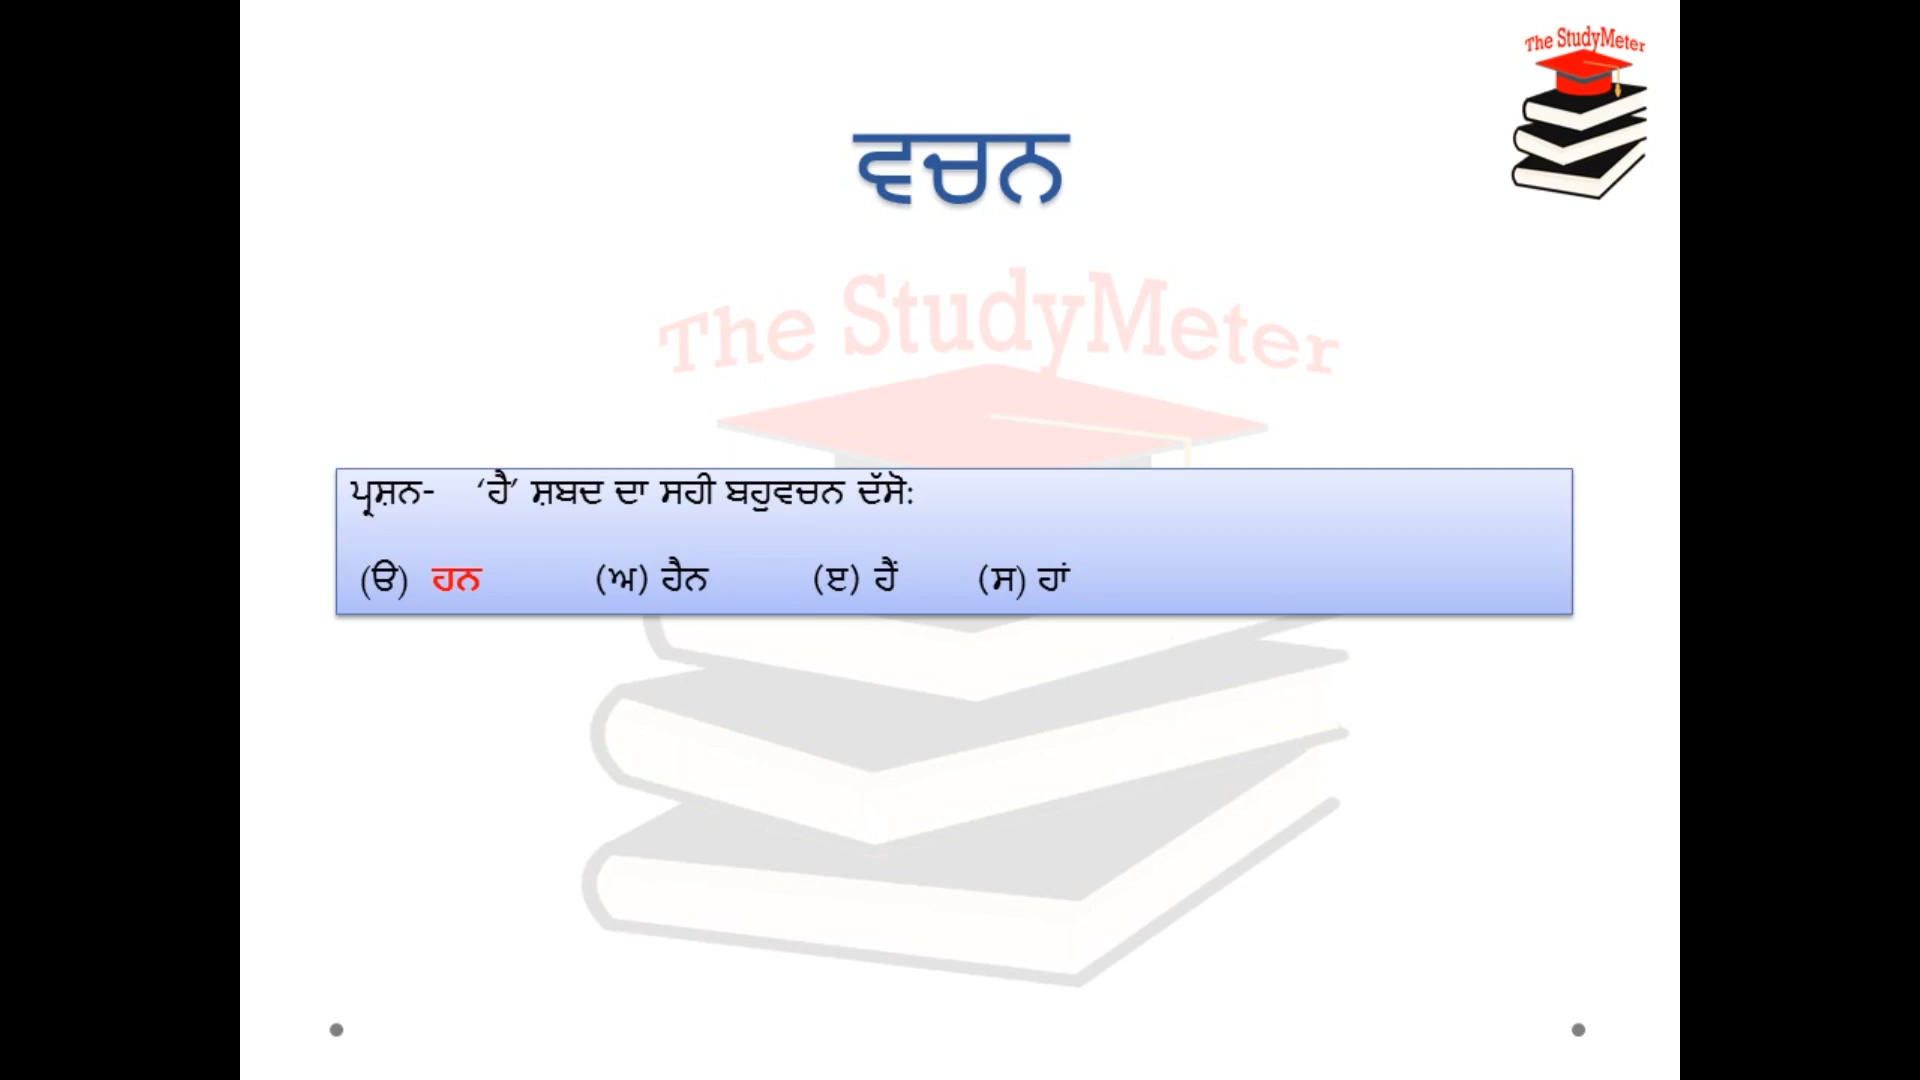 The StudyMeter
ਵਚਨ
The StudyMeter
ਪ੍ਰਸ਼ਨ- ‘ਹੈ’ ਸ਼ਬਦ ਦਾ ਸਹੀ ਬਹੁਵਚਨ ਦੱਸੋ:
(ੳ) ਹਨ (ਅ) ਹੈਨ (ੲ) ਹੈਂ (ਸ) ਹਾਂ